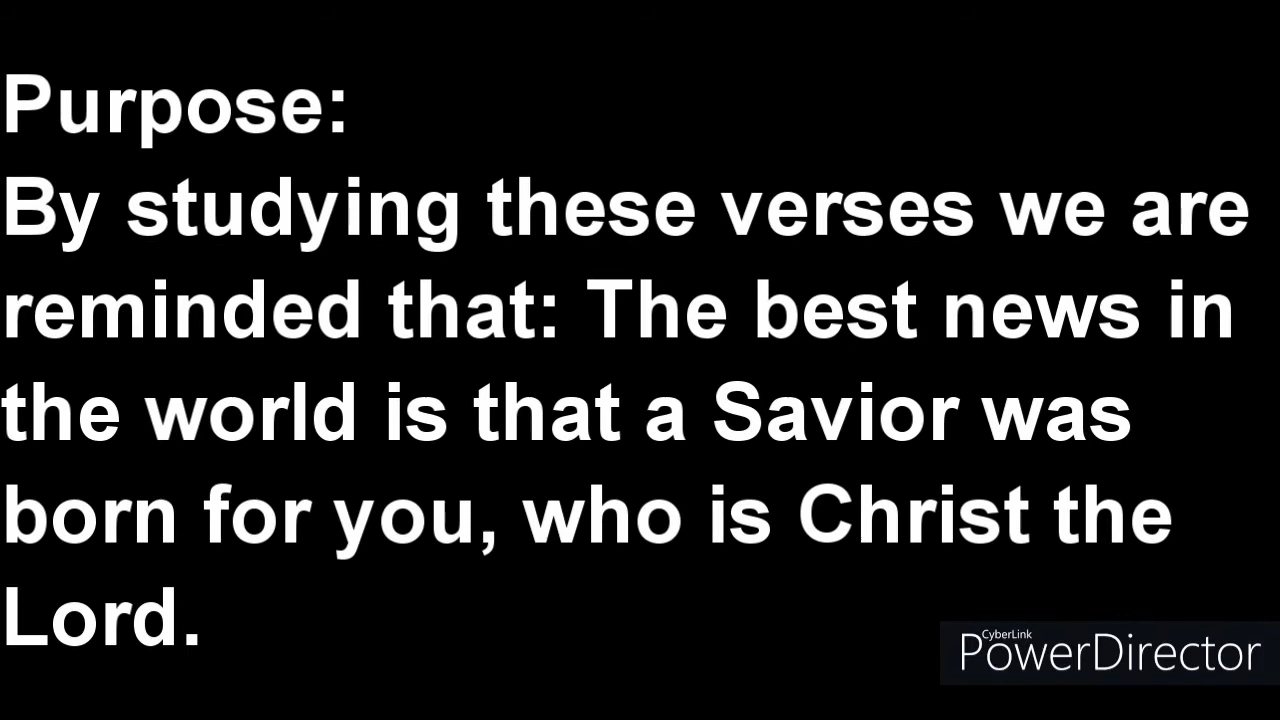 Purpose:
By studying these verses we are
reminded that: The best news in
the world is that a Savior was
born for you, who is Christ the
Lord.
CyberLink
PowerDirector